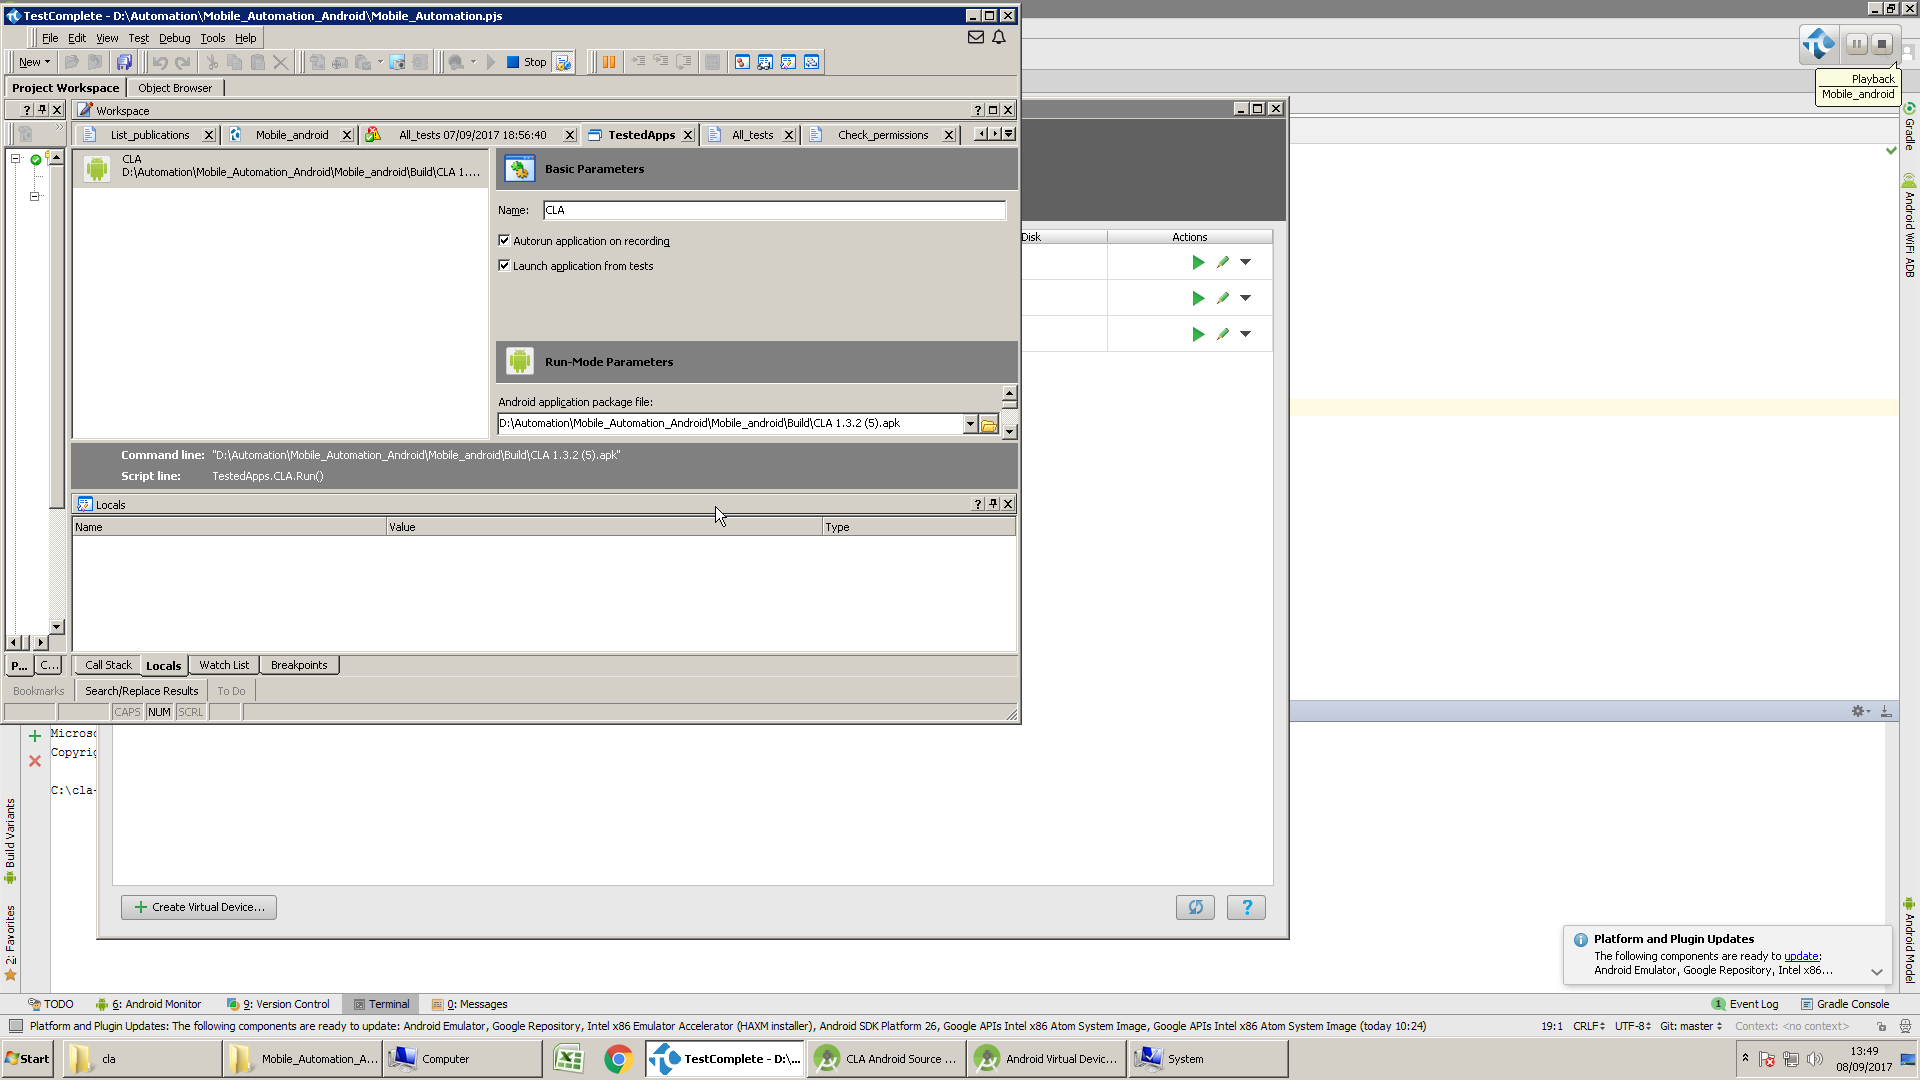 TestComplete - D:\Automation\Mobile_Automation_Android\Mobile_Automation.pjs
File Edit View Test Debug Tools Help
New Stop
Project Workspace Object Browser
Workspace
List_publications Mobile_android All_tests 07/09/2017 18:56:40 TestedApps All_tests Check_permissions
CLA
D:\Automation\Mobile_Automation_Android\Mobile_android\Build\CLA 1....
Basic Parameters
Name: CLA
Autorun application on recording
Launch application from tests
Run-Mode Parameters
Android application package file:
D:\Automation\Mobile_Automation_Android\Mobile_android\Build\CLA 1.3.2 (5).apk
Command line: "D:\Automation\Mobile_Automation_Android\Mobile_android\Build\CLA 1.3.2 (5).apk"
Script line: TestedApps.CLA.Run()
Locals
Name Value Type
P... C... Call Stack Locals Watch List Breakpoints
Bookmarks Search/Replace Results To Do
CAPS NUM SCRL
Playback
Mobile_android
Disk Actions
Gradle
Android WiFi ADB
Android Model
Build Variants
2: Favorites
Micros
Copyri
C:\cla-
Create Virtual Device...
Platform and Plugin Updates
The following components are ready to update:
Android Emulator, Google Repository, Intel x86...
TODO 6: Android Monitor 9: Version Control Terminal 0: Messages Event Log Gradle Console
Platform and Plugin Updates: The following components are ready to update: Android Emulator, Google Repository, Intel x86 Emulator Accelerator (HAXM installer), Android SDK Platform 26, Google APIs Intel x86 Atom System Image, Google APIs Intel x86 Atom System Image (today 10:24) 19:1 CRLF UTF-8 Git: master Context: <no context>
Start cla Mobile_Automation_A... Computer TestComplete - D:\... CLA Android Source ... Android Virtual Devic... System
13:49
08/09/2017